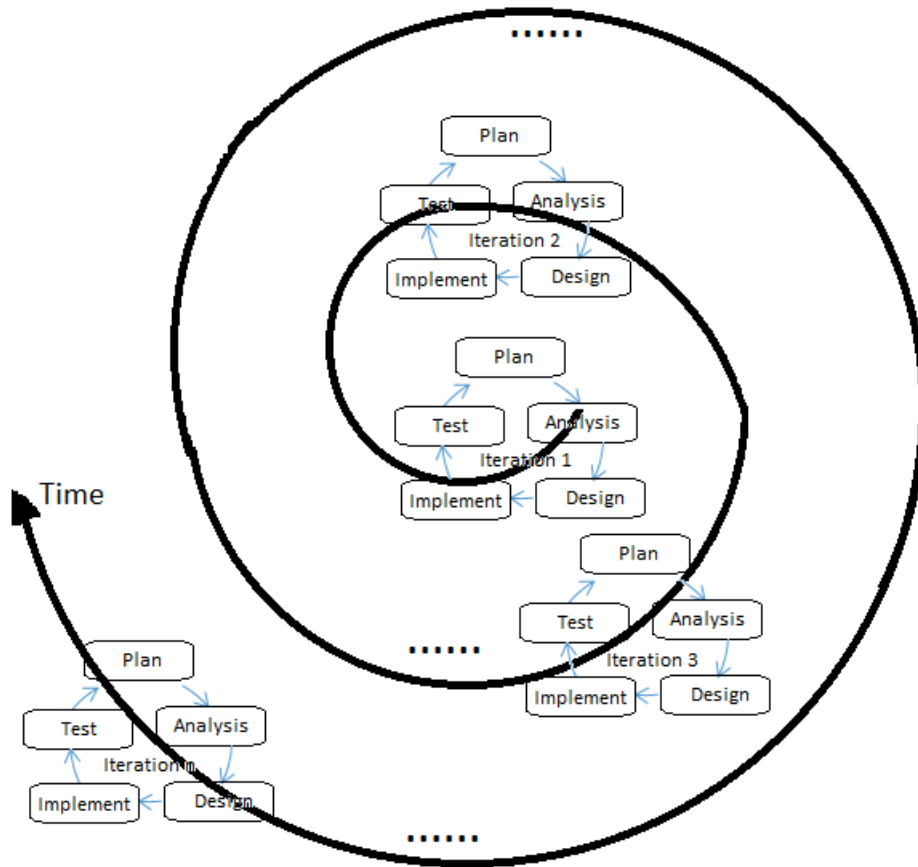 ......
Plan
Test
Analysis
Iteration 2
Implement
Design
Plan
Test
Analysis
Iteration 1
Implement
Design
Time
Plan
Test
Analysis
Iteration 3
Implement
Design
......
Plan
Test
Analysis
Iteration n
Implement
Design
......